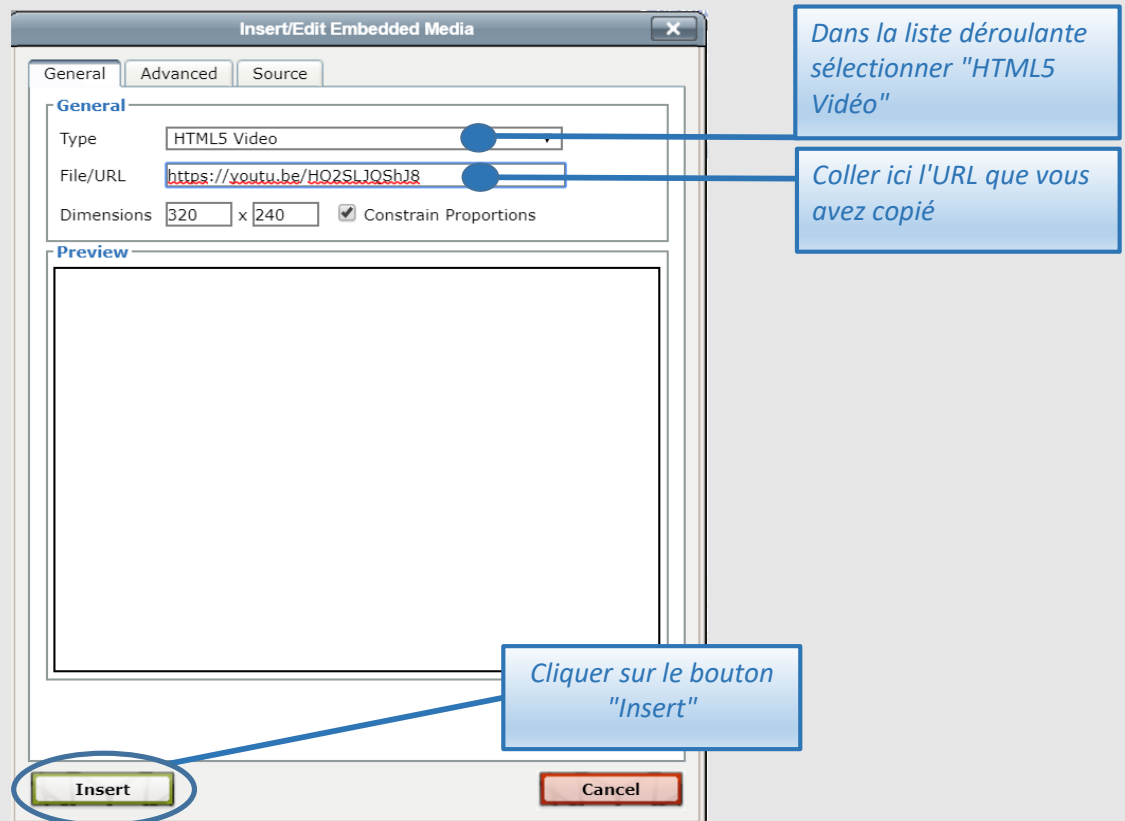 Insert/Edit Embedded Media
General Advanced Source
General
Type HTML5 Video
File/URL https://youtu.be/HO2SLJQShJ8
Dimensions 320 x 240 Constrain Proportions
Preview
Insert Cancel
Dans la liste déroulante
sélectionner "HTML5
Vidéo"
Coller ici l'URL que vous
avez copié
Cliquer sur le bouton
"Insert"